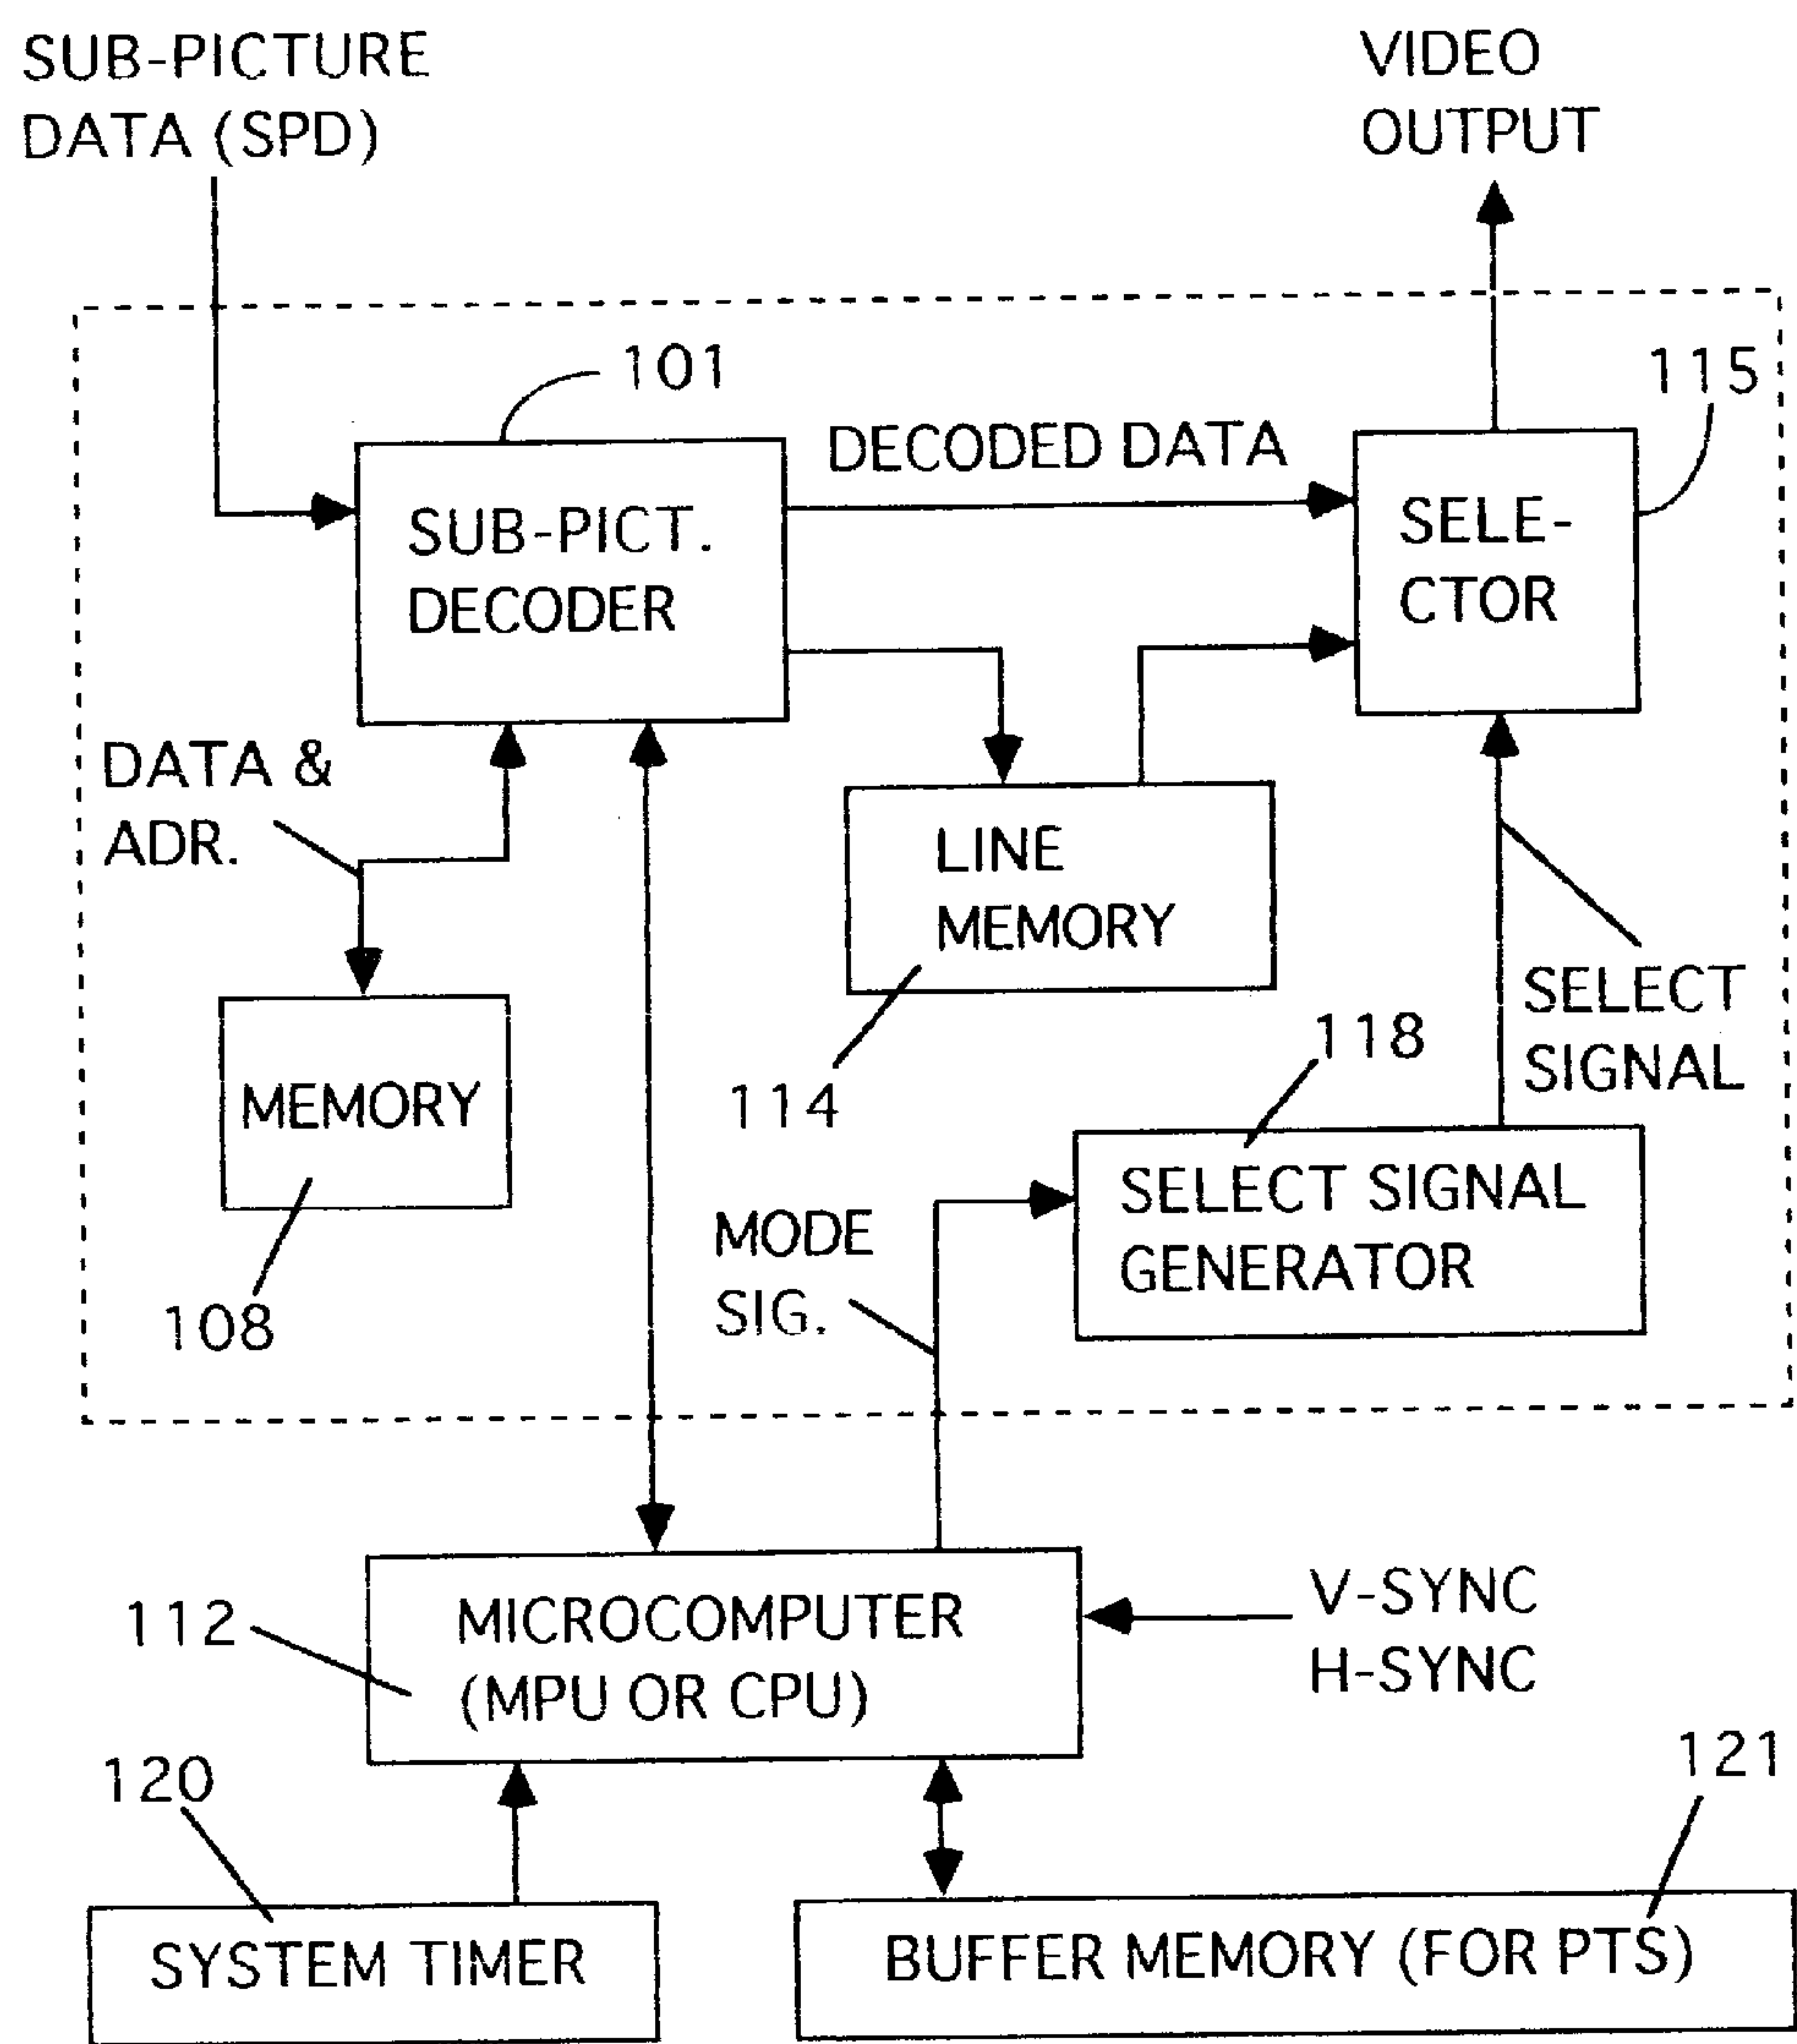 SUB-PICTURE
DATA (SPD)
VIDEO
OUTPUT
101
115
DECODED DATA
SUB-PICT.
DECODER
SELE-
CTOR
DATA &
ADR.
LINE
MEMORY
SELECT
SIGNAL
118
114
MEMORY
108
SELECT SIGNAL
GENERATOR
MODE
SIG.
112
MICROCOMPUTER
(MPU OR CPU)
V-SYNC
H-SYNC
120
121
SYSTEM TIMER
BUFFER MEMORY (FOR PTS)